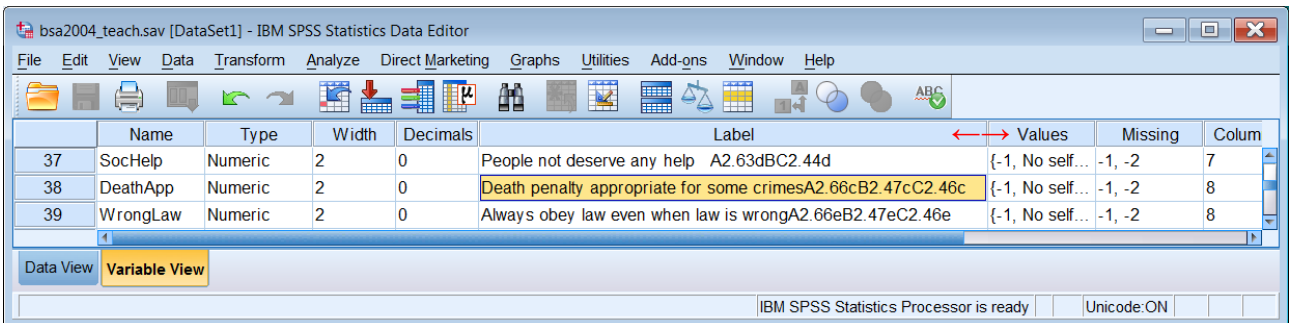 bsa2004_teach.sav [DataSet1] - IBM SPSS Statistics Data Editor
File Edit View Data Transform Analyze Direct Marketing Graphs Utilities Add-ons Window Help
Name Type Width Decimals Label Values Missing Colum
37 SocHelp Numeric 2 0 People not deserve any help A2.63dBC2.44d {-1, No self... -1, -2 7
38 DeathApp Numeric 2 0 Death penalty appropriate for some crimesA2.66cB2.47cC2.46c {-1, No self... -1, -2 8
39 WrongLaw Numeric 2 0 Always obey law even when law is wrongA2.66eB2.47eC2.46e {-1, No self... -1, -2 8
Data View Variable View
IBM SPSS Statistics Processor is ready Unicode:ON